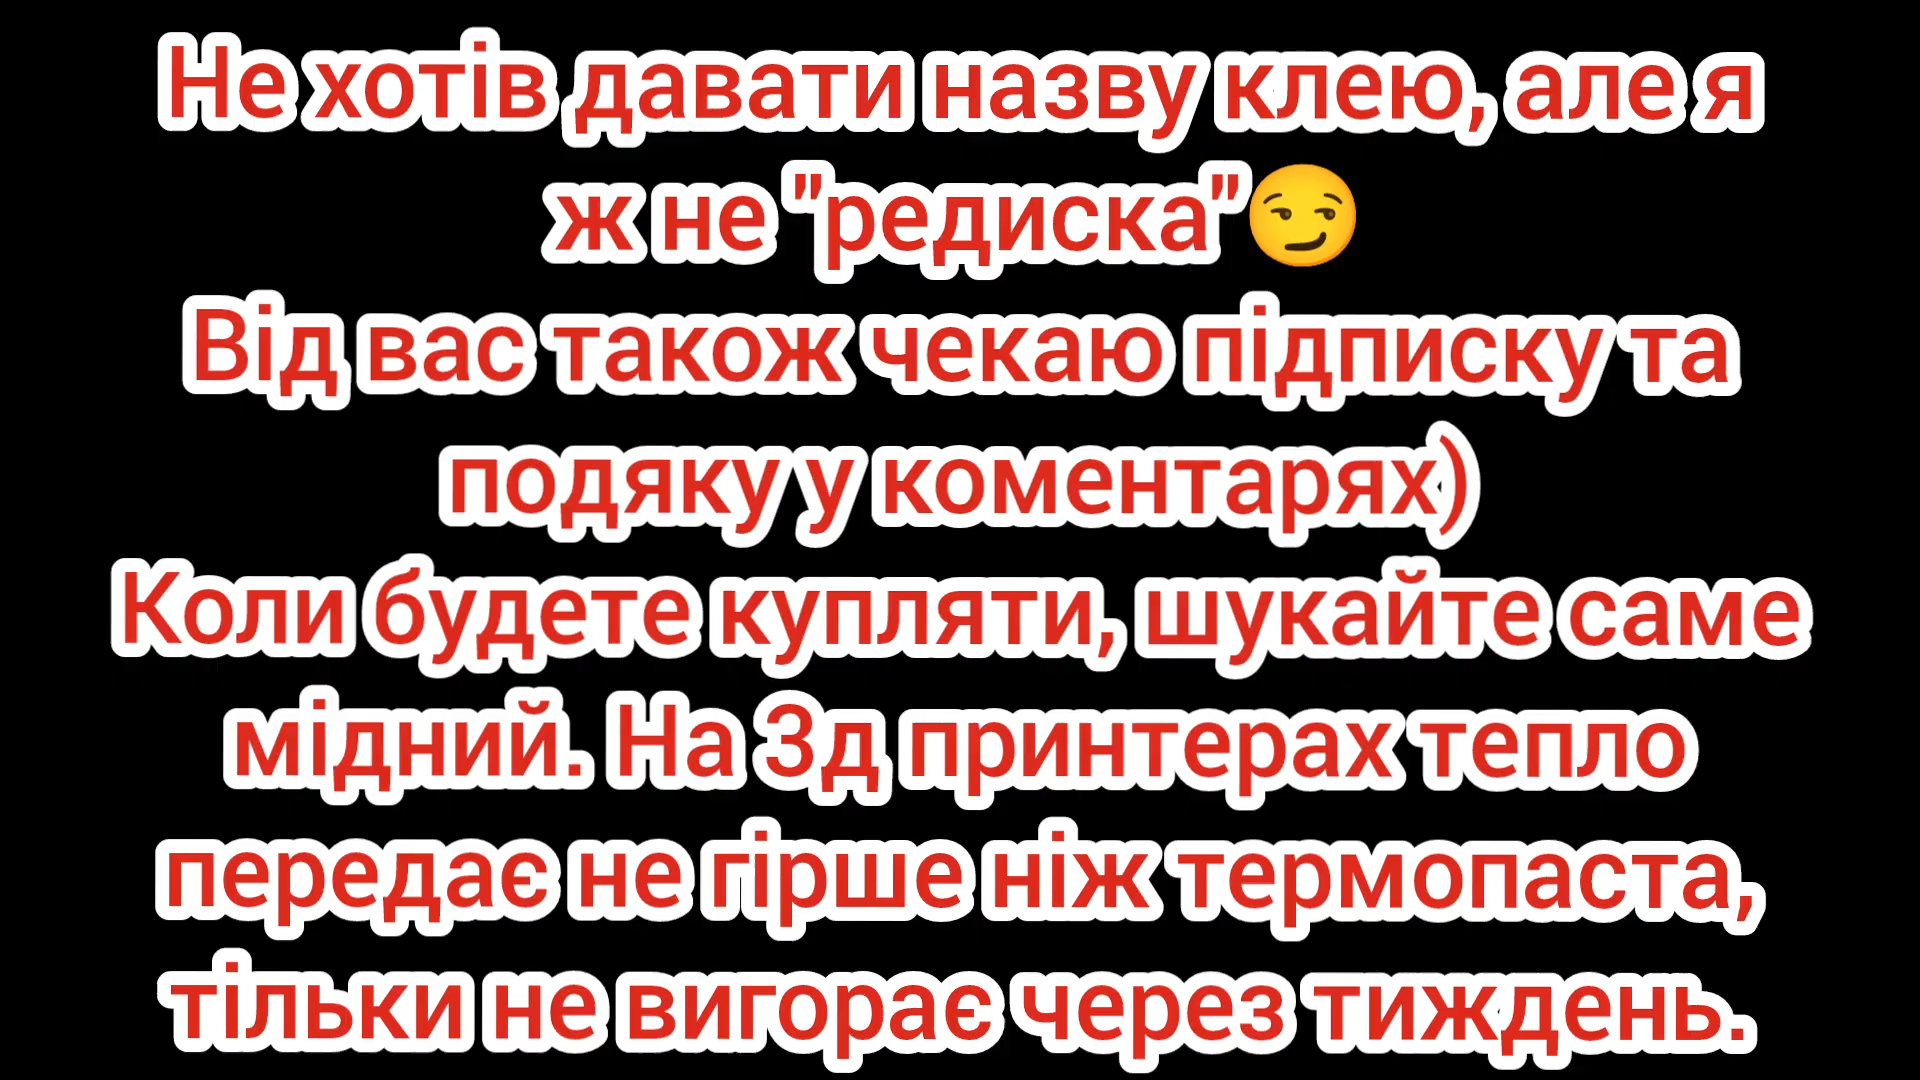 Не хотів давати назву клею, але я
ж не "редиска"😏
Від вас також чекаю підписку та
подяку у коментарях)
Коли будете купляти, шукайте саме
мідний. На 3д принтерах тепло
передає не гірше ніж термопаста,
тільки не вигорає через тиждень.